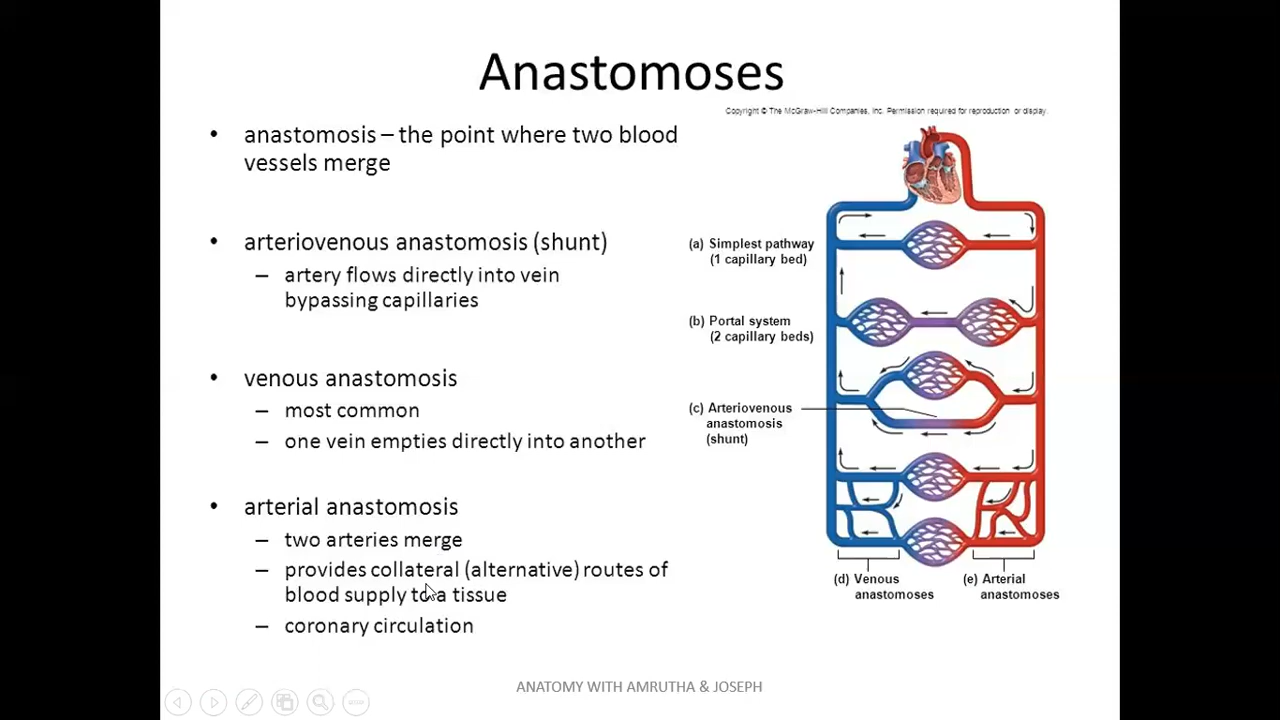 Anastomoses
Copyright © The McGraw-Hill Companies, Inc. Permission required for reproduction or display.
• anastomosis – the point where two blood
vessels merge
• arteriovenous anastomosis (shunt)
– artery flows directly into vein
bypassing capillaries
• venous anastomosis
– most common
– one vein empties directly into another
• arterial anastomosis
– two arteries merge
– provides collateral (alternative) routes of
blood supply to a tissue
– coronary circulation
(a) Simplest pathway
(1 capillary bed)
(b) Portal system
(2 capillary beds)
(c) Arteriovenous
anastomosis
(shunt)
(d) Venous
anastomoses
(e) Arterial
anastomoses
ANATOMY WITH AMRUTHA & JOSEPH